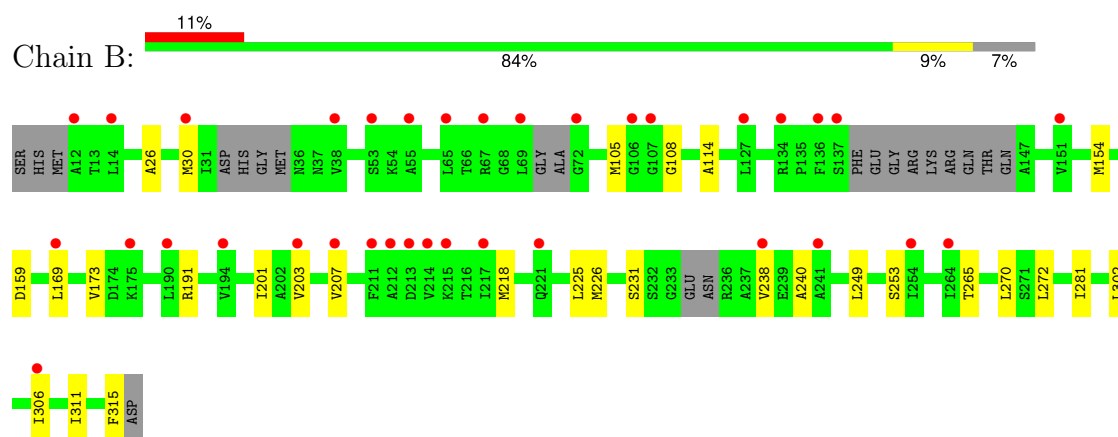 11%
Chain B:
84% 9% 7%
SER HIS MET A12 T13 L14 A26 M30 I31 ASP HIS GLY MET N36 N37 V38 S53 K54 A55 L65 T66 R67 G68 L69 GLY ALA G72 M105 G106 G107 G108 A114 L127 R134 P135 F136 S137 PHE GLU GLY ARG LYS ARG GLN THR GLN A147 V151 M154
D159 L169 V173 D174 K175 L190 R191 V194 I201 A202 V203 V207 F211 A212 D213 V214 K215 T216 I217 M218 Q221 L225 M226 S231 S232 G233 GLU ASN R236 A237 V238 E239 A240 A241 L249 S253 I254 I264 T265 L270 S271 L272 I281 L302
I306 I311 F315 ASP